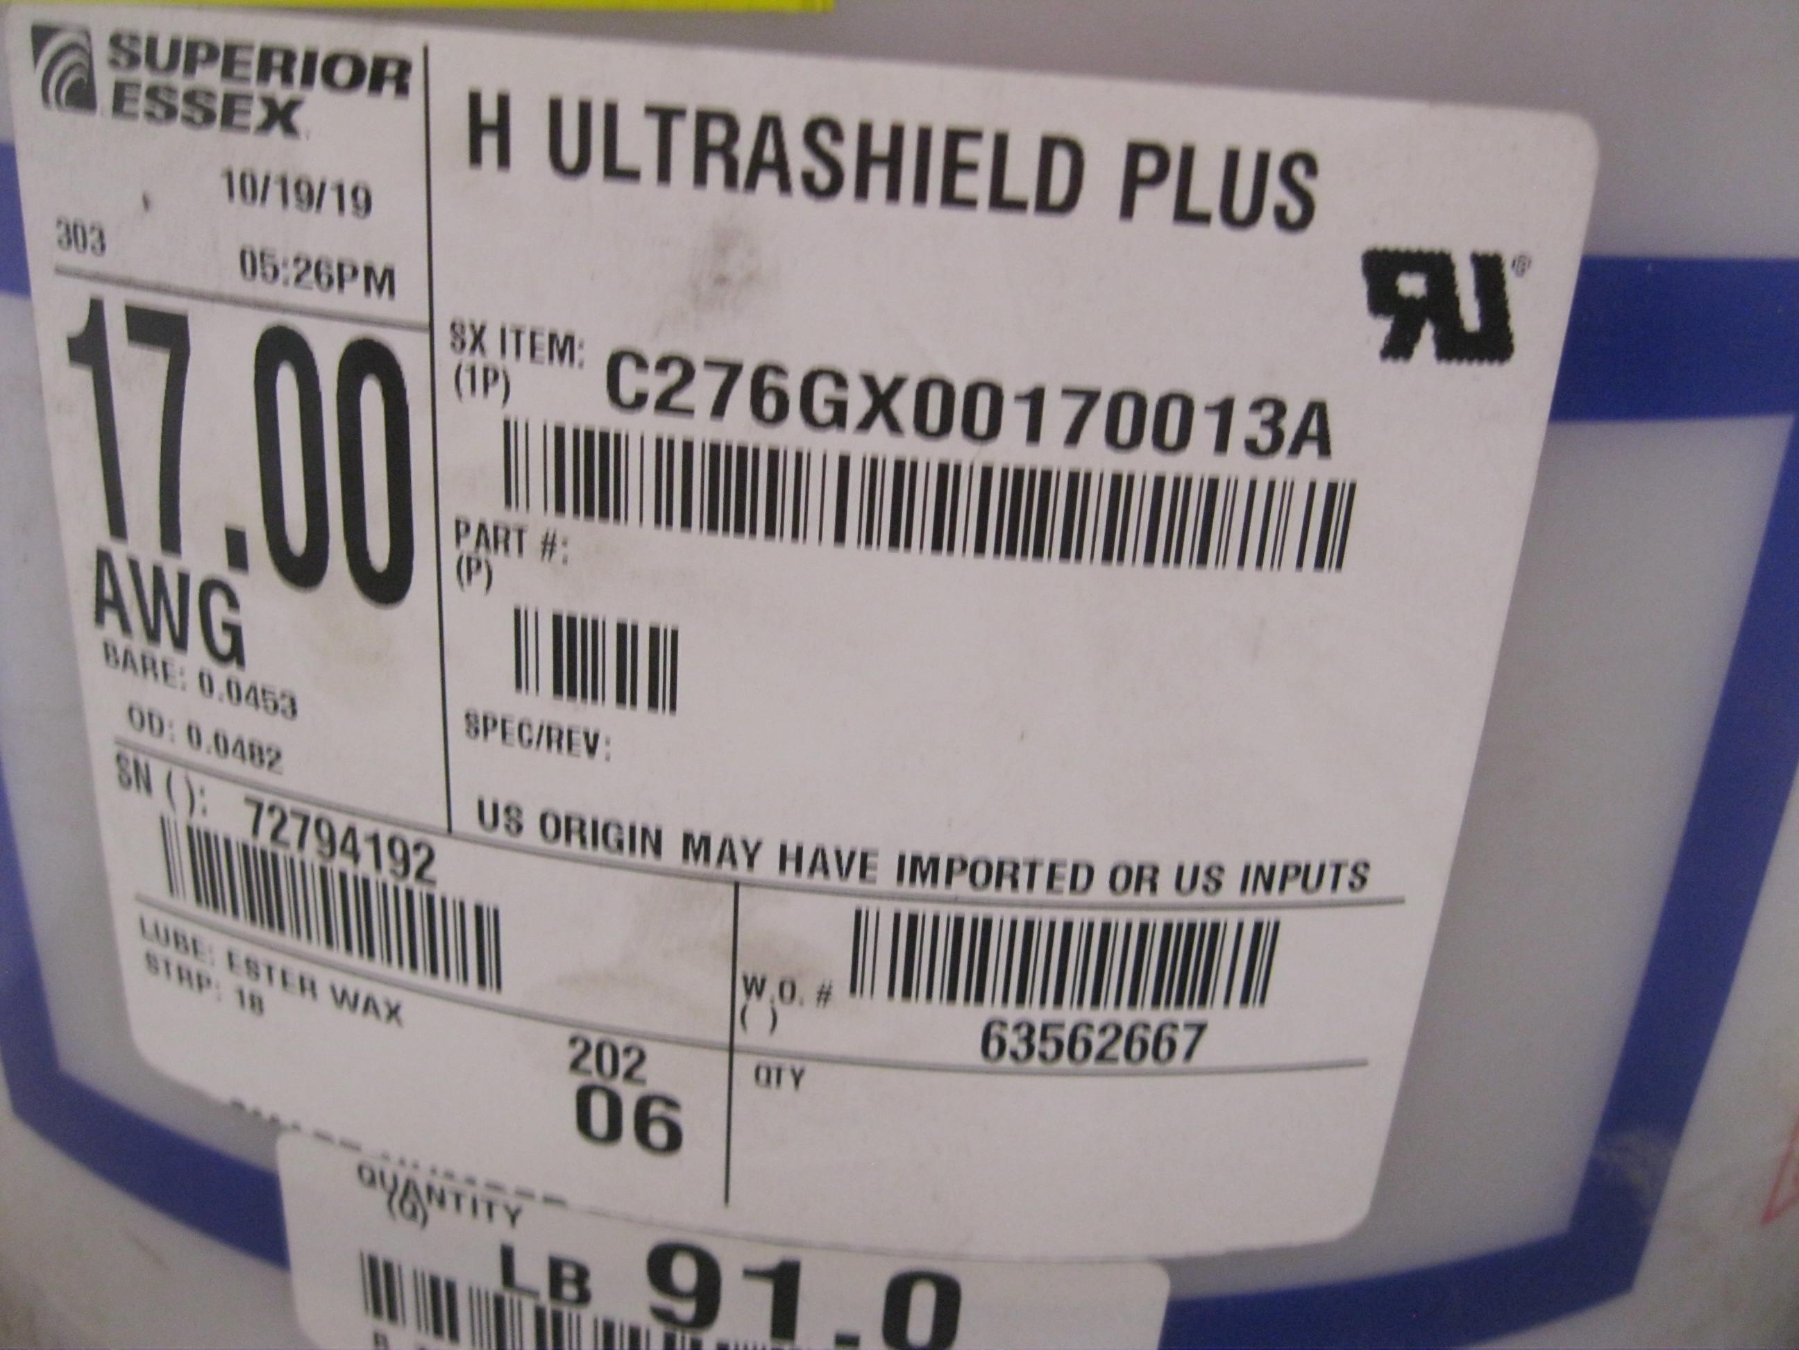 SUPERIOR
ESSEX
10/19/19
303
05:26PM
17.00
AWG
BARE: 0.0453
OD: 0.0482
H ULTRASHIELD PLUS
RU®
SX ITEM:
(1P)
C276GX00170013A
PART #:
(P)
SPEC/REV:
US ORIGIN MAY HAVE IMPORTED OR US INPUTS
SN ( ): 72794192
LUBE: ESTER WAX
STRP: 18
202
06
W.O. #
( )
63562667
QTY
QUANTITY
(Q)
LB 91.0